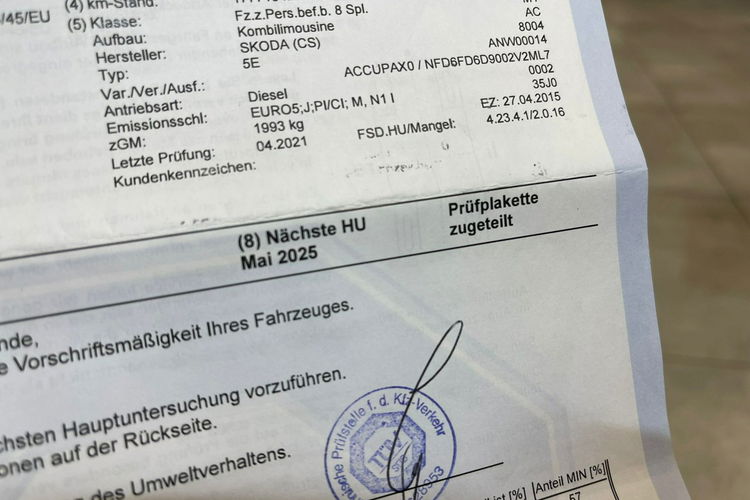 /45/EU
(4) km-Stand:
(5) Klasse: Fz.z.Pers.bef.b. 8 Spl.
Aufbau: Kombilimousine AC
Hersteller: SKODA (CS) 8004
Typ: 5E ANW00014
Var./Ver./Ausf.: ACCUPAX0 / NFD6FD6D9002V2ML7
Antriebsart: Diesel 0002
Emissionsschl: EURO5;J;PI/CI; M, N1 I 35J0
zGM: 1993 kg EZ: 27.04.2015
Letzte Prüfung: 04.2021 FSD.HU/Mangel: 4.23.4.1/2.0.16
Kundenkennzeichen:
(8) Nächste HU
Mai 2025
Prüfplakette
zugeteilt
nde,
e Vorschriftsmäßigkeit Ihres Fahrzeuges.
chsten Hauptuntersuchung vorzuführen.
onen auf der Rückseite.
des Umweltverhaltens.
nische Prüfstelle f. d. Kfz-Verkehr
[%] Anteil MIN [%]
57